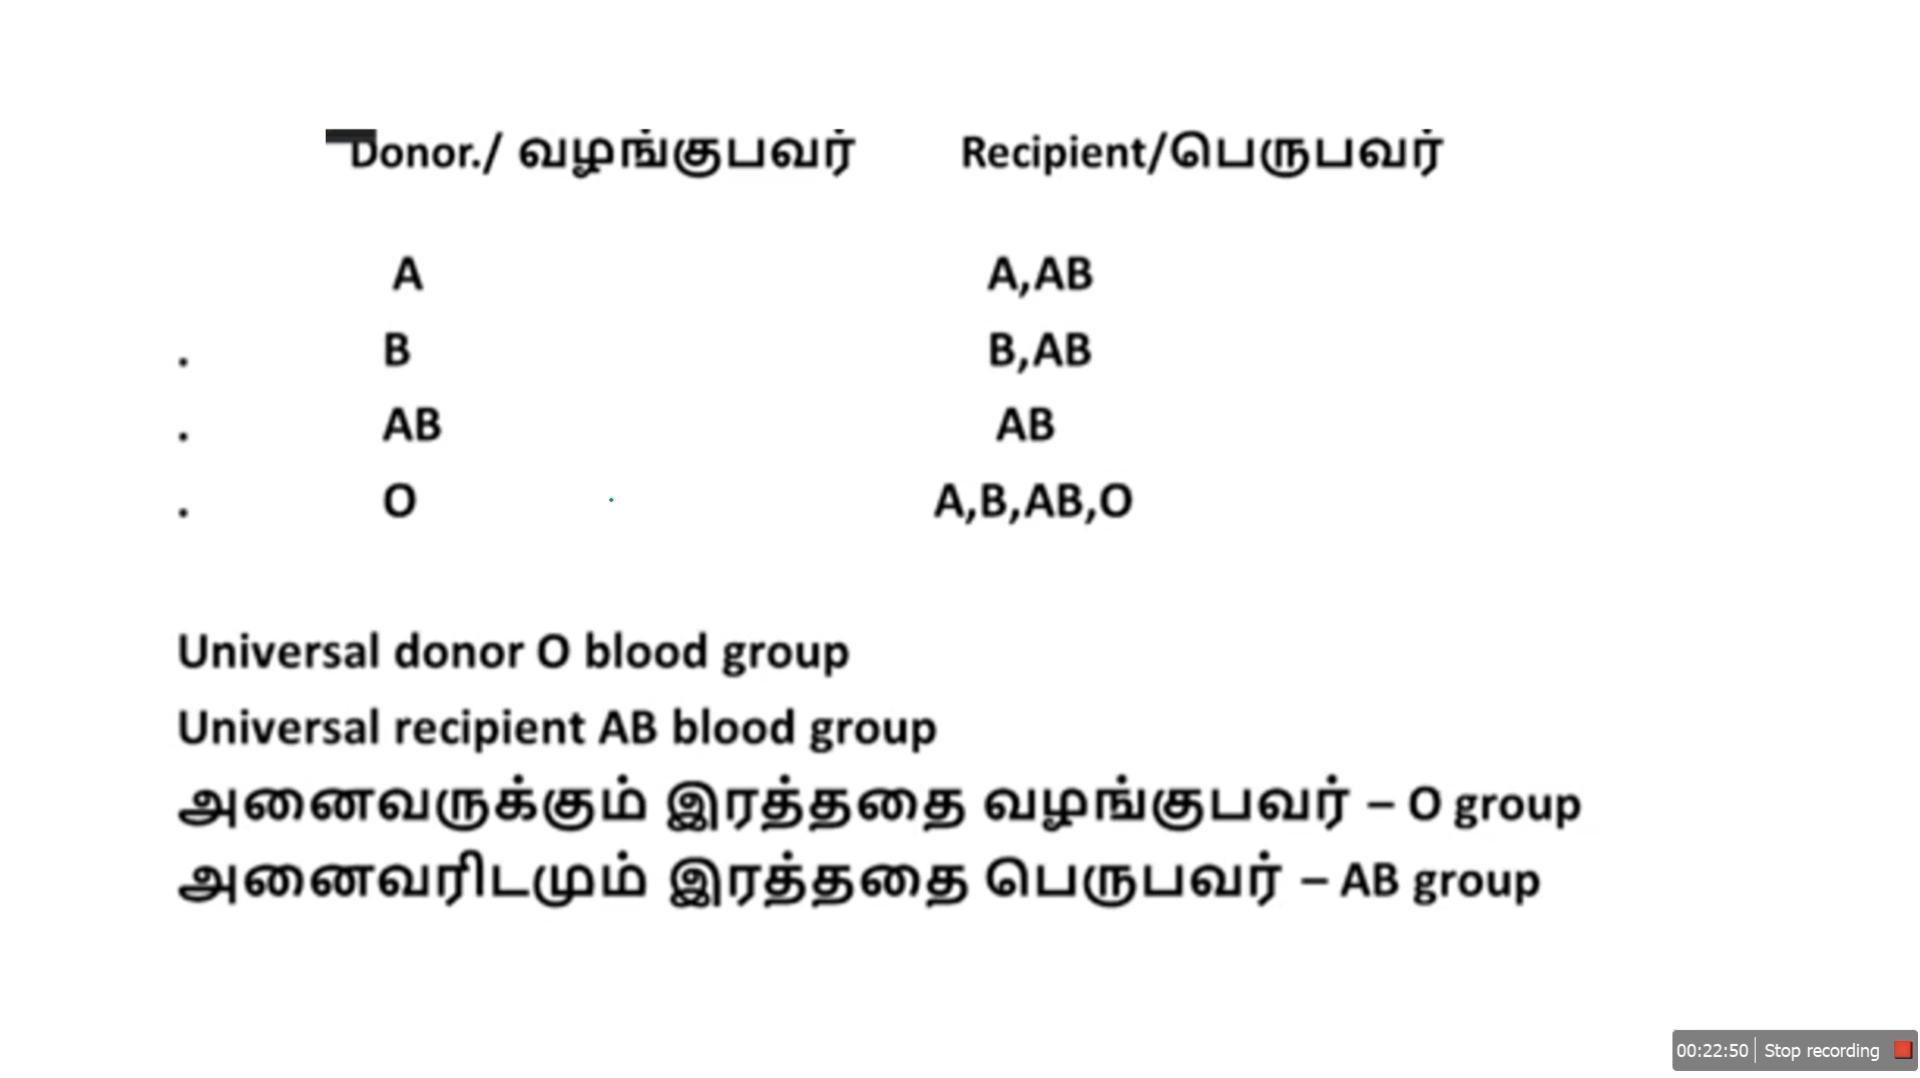 Donor./ வழங்குபவர் Recipient/பெருபவர்
A A,AB
. B B,AB
. AB AB
. O A,B,AB,O
Universal donor O blood group
Universal recipient AB blood group
அனைவருக்கும் இரத்ததை வழங்குபவர் – O group
அனைவரிடமும் இரத்ததை பெருபவர் – AB group
00:22:50 Stop recording